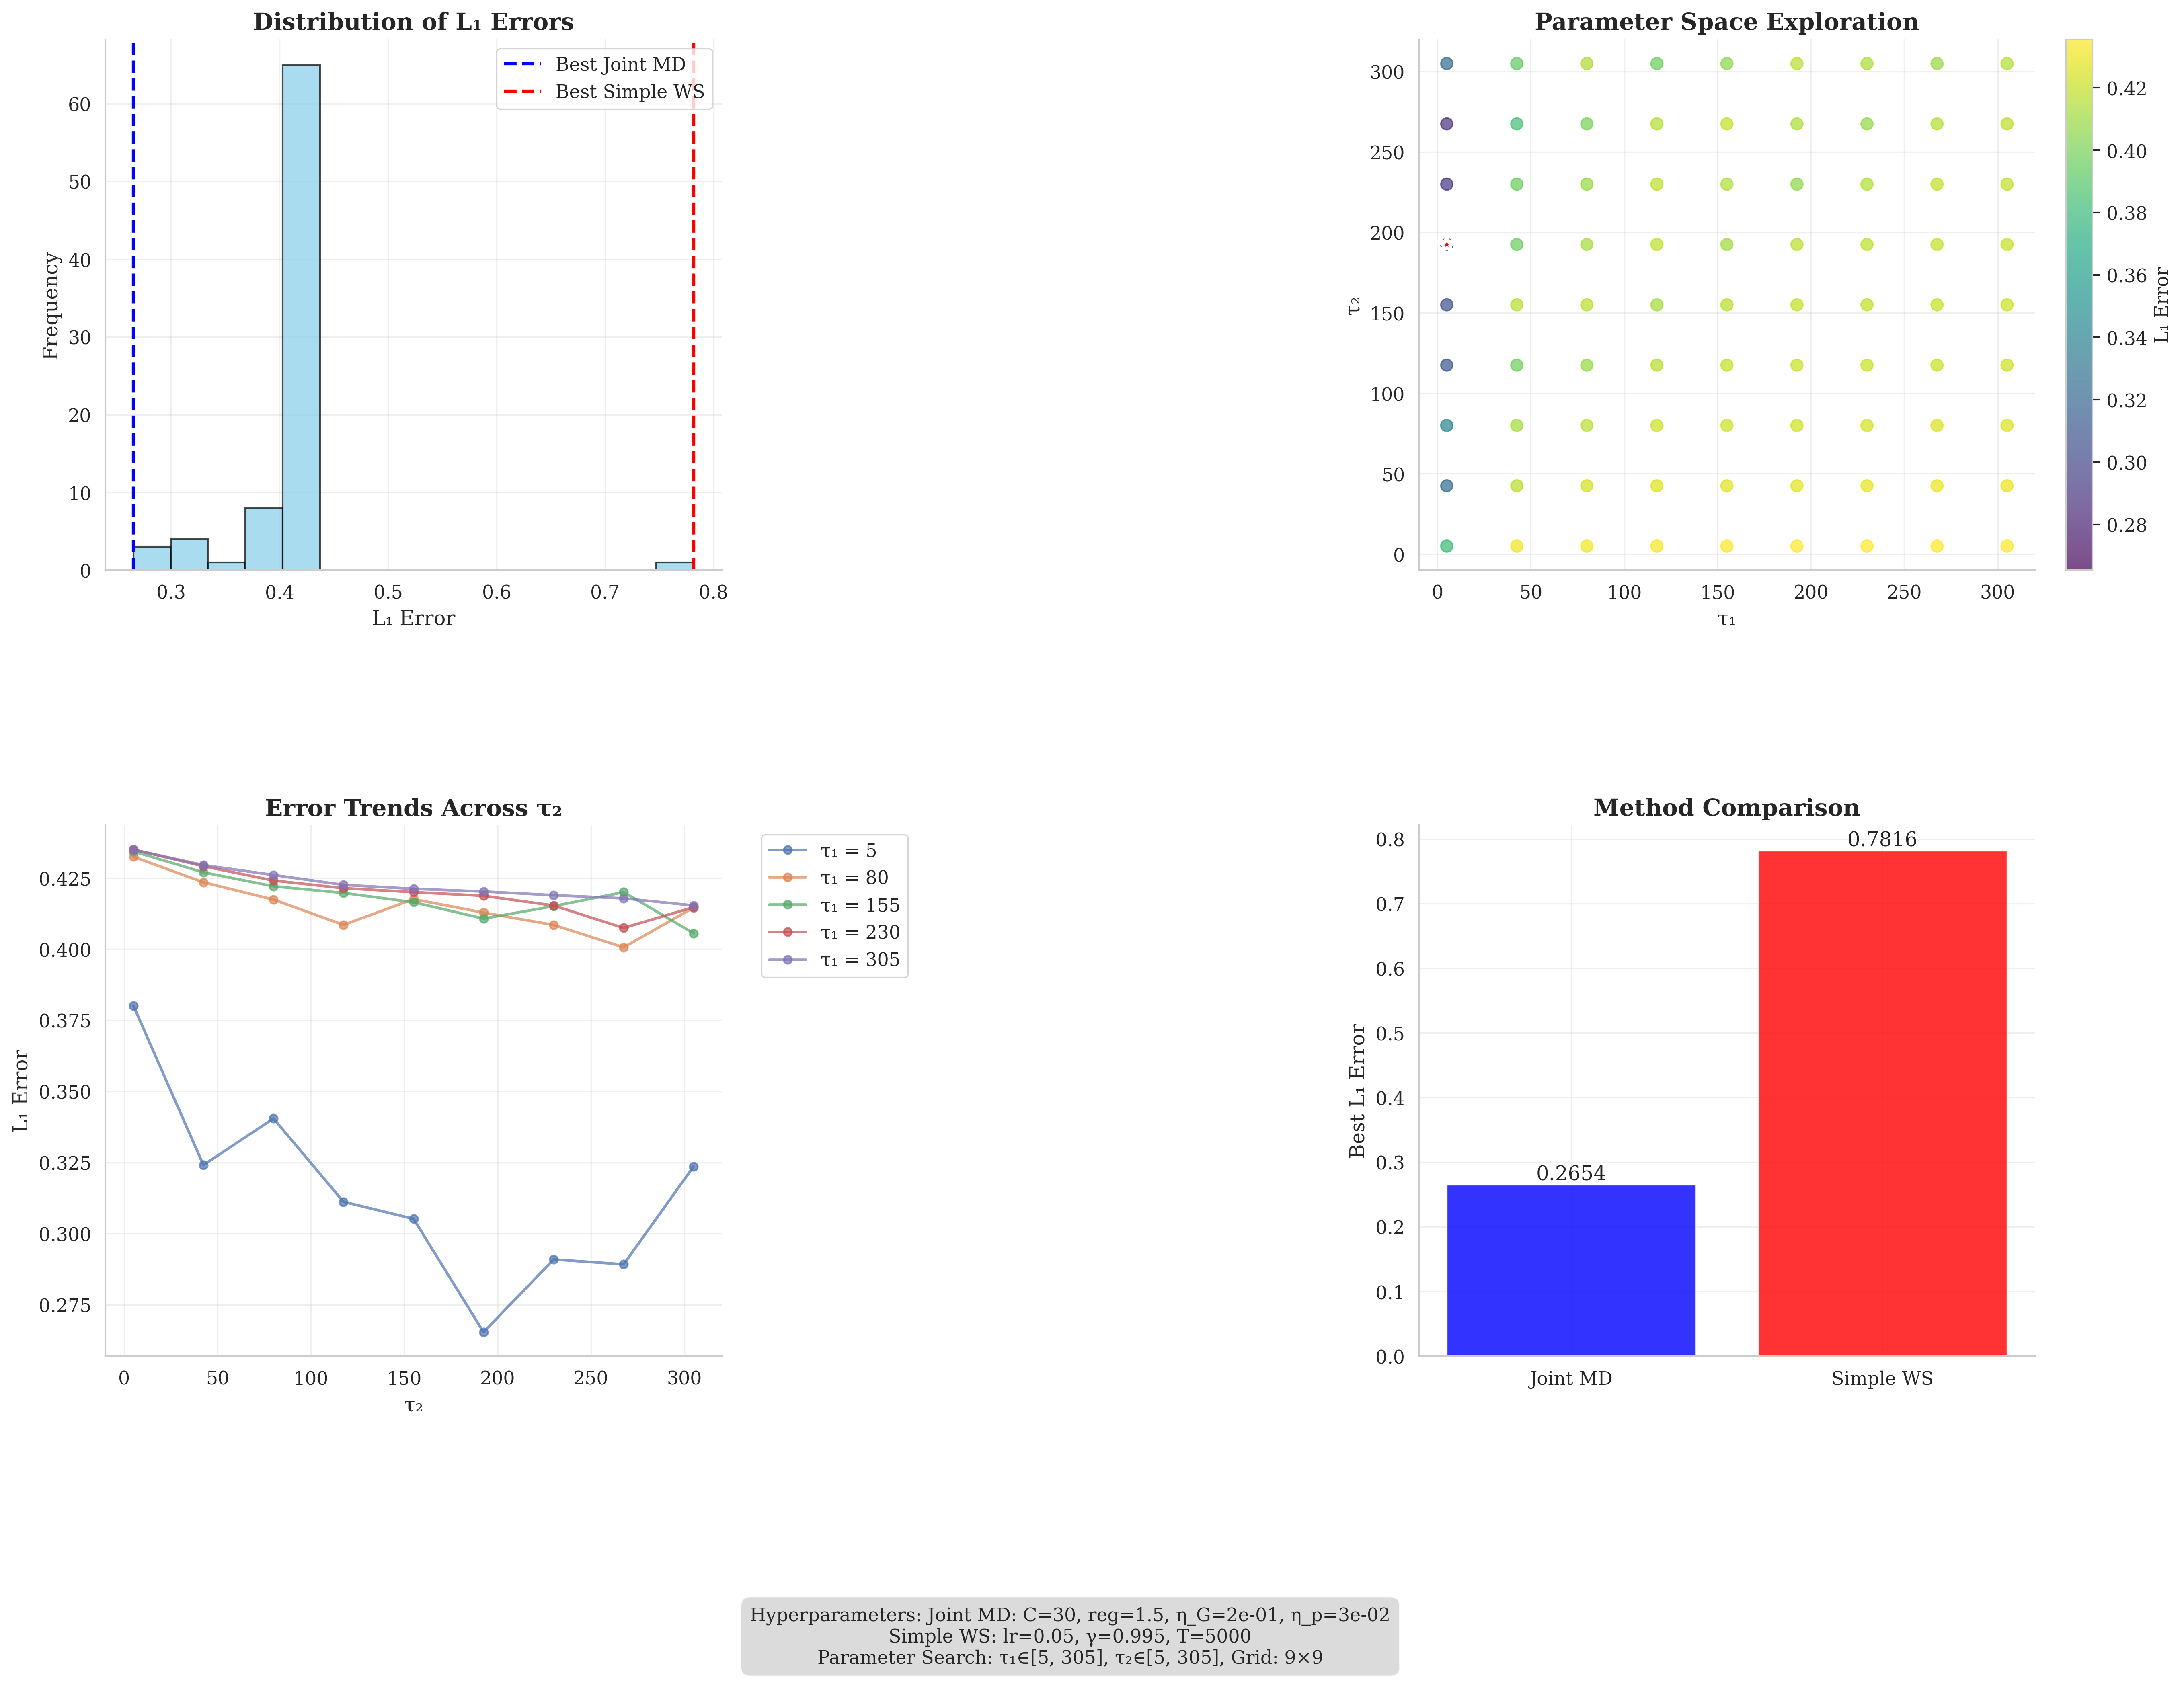 Distribution of L₁ Errors
Frequency
60
50
40
30
20
10
0
0.3 0.4 0.5 0.6 0.7 0.8
L₁ Error
Best Joint MD
Best Simple WS
Parameter Space Exploration
τ₂
300
250
200
150
100
50
0
0 50 100 150 200 250 300
τ₁
0.42
0.40
0.38
0.36
0.34
0.32
0.30
0.28
L₁ Error
Error Trends Across τ₂
L₁ Error
0.425
0.400
0.375
0.350
0.325
0.300
0.275
0 50 100 150 200 250 300
τ₂
τ₁ = 5
τ₁ = 80
τ₁ = 155
τ₁ = 230
τ₁ = 305
Method Comparison
Best L₁ Error
0.8
0.7
0.6
0.5
0.4
0.3
0.2
0.1
0.0
0.2654
0.7816
Joint MD Simple WS
Hyperparameters: Joint MD: C=30, reg=1.5, η_G=2e-01, η_p=3e-02
Simple WS: lr=0.05, γ=0.995, T=5000
Parameter Search: τ₁∈[5, 305], τ₂∈[5, 305], Grid: 9×9